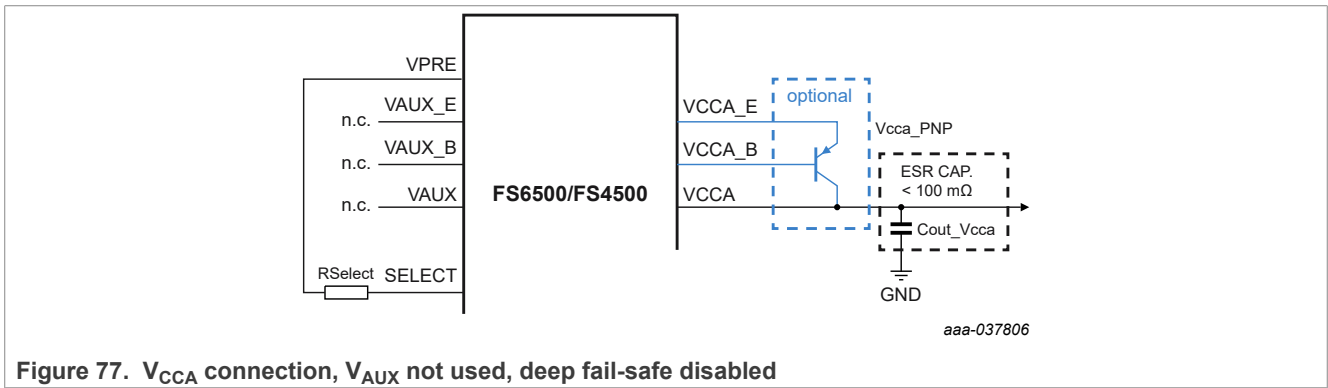 VPRE
VAUX_E
n.c.
VAUX_B
n.c.
VAUX
n.c.
RSelect
SELECT
FS6500/FS4500
VCCA_E
VCCA_B
VCCA
optional
Vcca_PNP
ESR CAP.
< 100 mΩ
Cout_Vcca
GND
aaa-037806
Figure 77. VCCA connection, VAUX not used, deep fail-safe disabled